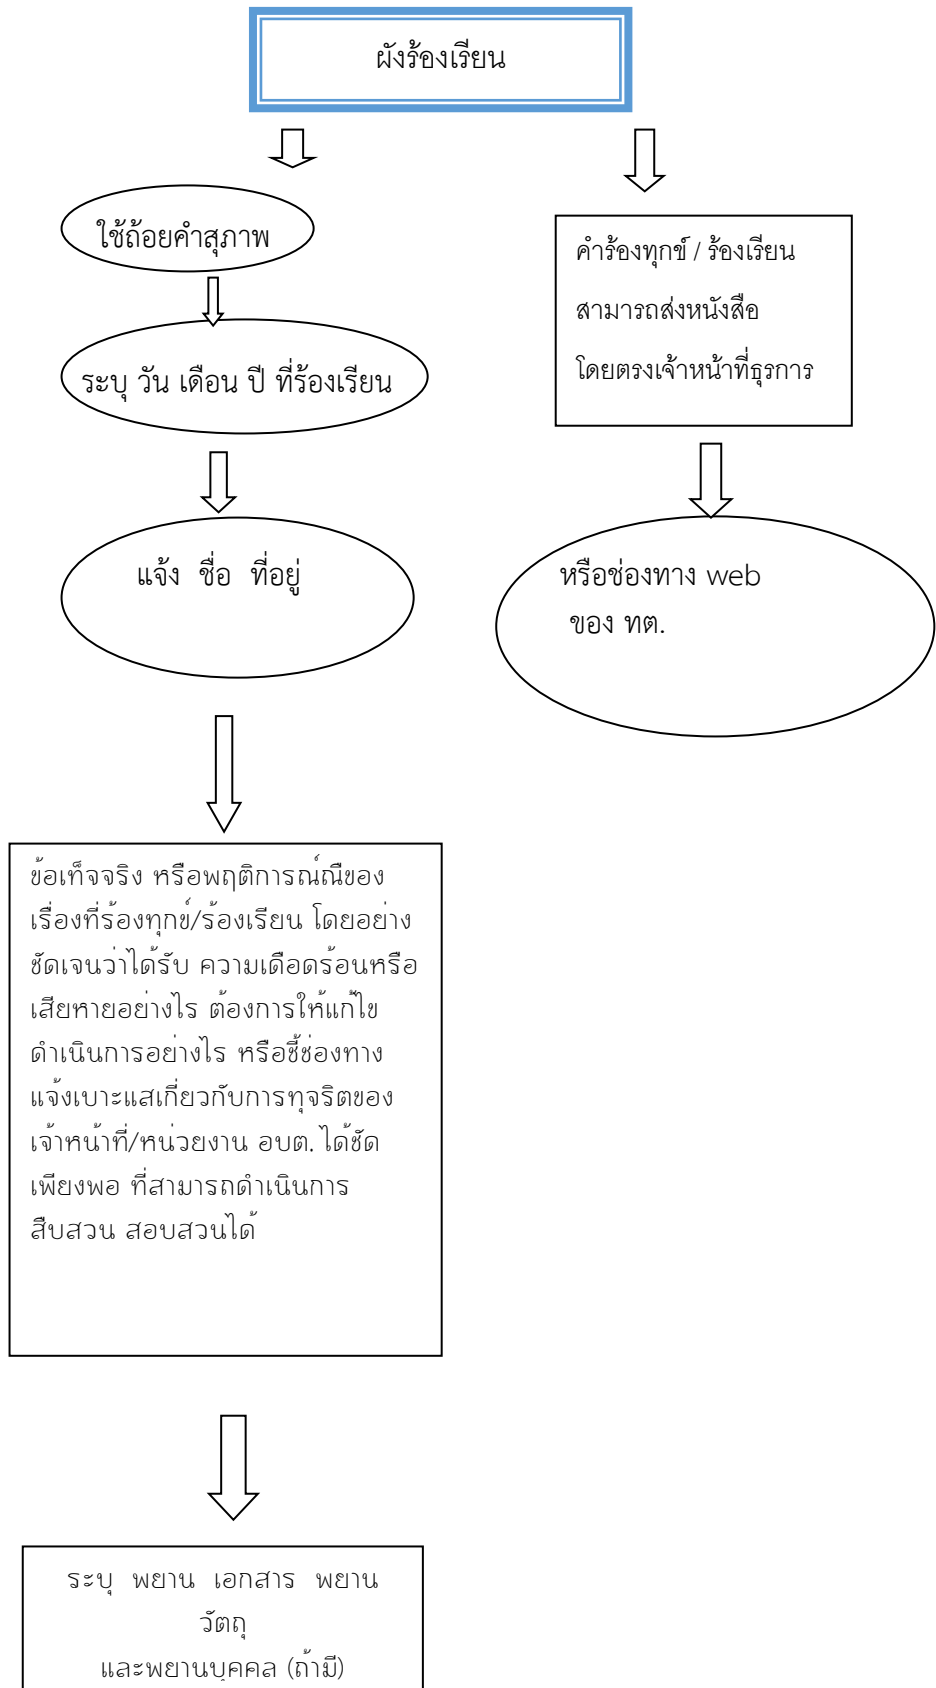 ผังร้องเรียน
ใช้ถ้อยคำสุภาพ
ระบุ วัน เดือน ปี ที่ร้องเรียน
แจ้ง ชื่อ ที่อยู่
ข้อเท็จจริง หรือพฤติการณ์ณีของ
เรื่องที่ร้องทุกข์/ร้องเรียน โดยอย่าง
ชัดเจนว่าได้รับ ความเดือดร้อนหรือ
เสียหายอย่างไร ต้องการให้แก้ไข
ดำเนินการอย่างไร หรือชี้ช่องทาง
แจ้งเบาะแสเกี่ยวกับการทุจริตของ
เจ้าหน้าที่/หน่วยงาน อบต. ได้ชัด
เพียงพอ ที่สามารถดำเนินการ
สืบสวน สอบสวนได้
ระบุ พยาน เอกสาร พยาน
วัตถุ
และพยานบุคคล (ถ้ามี)
คำร้องทุกข์ / ร้องเรียน
สามารถส่งหนังสือ
โดยตรงเจ้าหน้าที่ธุรการ
หรือช่องทาง web
ของ ทต.